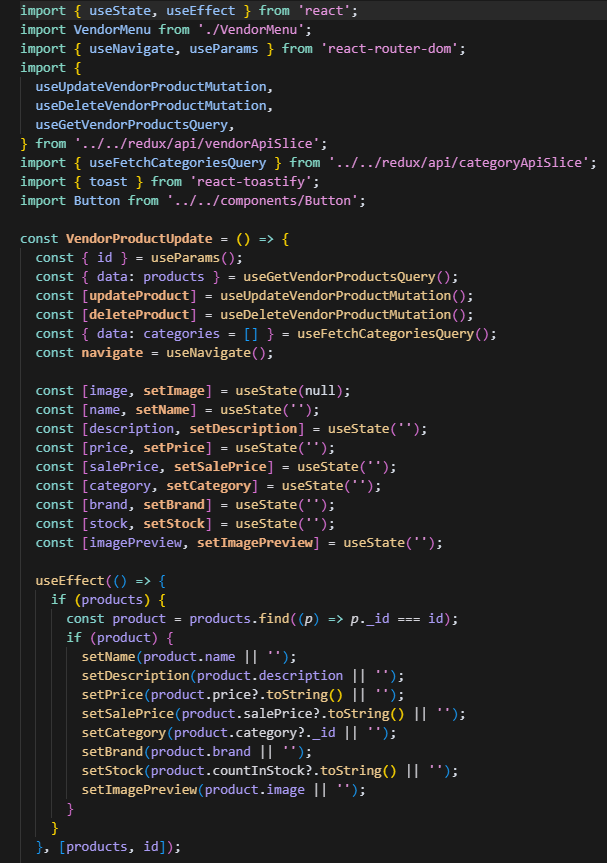 import { useState, useEffect } from 'react';
import VendorMenu from './VendorMenu';
import { useNavigate, useParams } from 'react-router-dom';
import {
  useUpdateVendorProductMutation,
  useDeleteVendorProductMutation,
  useGetVendorProductsQuery,
} from '../../redux/api/vendorApiSlice';
import { useFetchCategoriesQuery } from '../../redux/api/categoryApiSlice';
import { toast } from 'react-toastify';
import Button from '../../components/Button';

const VendorProductUpdate = () => {
  const { id } = useParams();
  const { data: products } = useGetVendorProductsQuery();
  const [updateProduct] = useUpdateVendorProductMutation();
  const [deleteProduct] = useDeleteVendorProductMutation();
  const { data: categories = [] } = useFetchCategoriesQuery();
  const navigate = useNavigate();

  const [image, setImage] = useState(null);
  const [name, setName] = useState('');
  const [description, setDescription] = useState('');
  const [price, setPrice] = useState('');
  const [salePrice, setSalePrice] = useState('');
  const [category, setCategory] = useState('');
  const [brand, setBrand] = useState('');
  const [stock, setStock] = useState('');
  const [imagePreview, setImagePreview] = useState('');

  useEffect(() => {
    if (products) {
      const product = products.find((p) => p._id === id);
      if (product) {
        setName(product.name || '');
        setDescription(product.description || '');
        setPrice(product.price?.toString() || '');
        setSalePrice(product.salePrice?.toString() || '');
        setCategory(product.category?._id || '');
        setBrand(product.brand || '');
        setStock(product.countInStock?.toString() || '');
        setImagePreview(product.image || '');
      }
    }
  }, [products, id]);